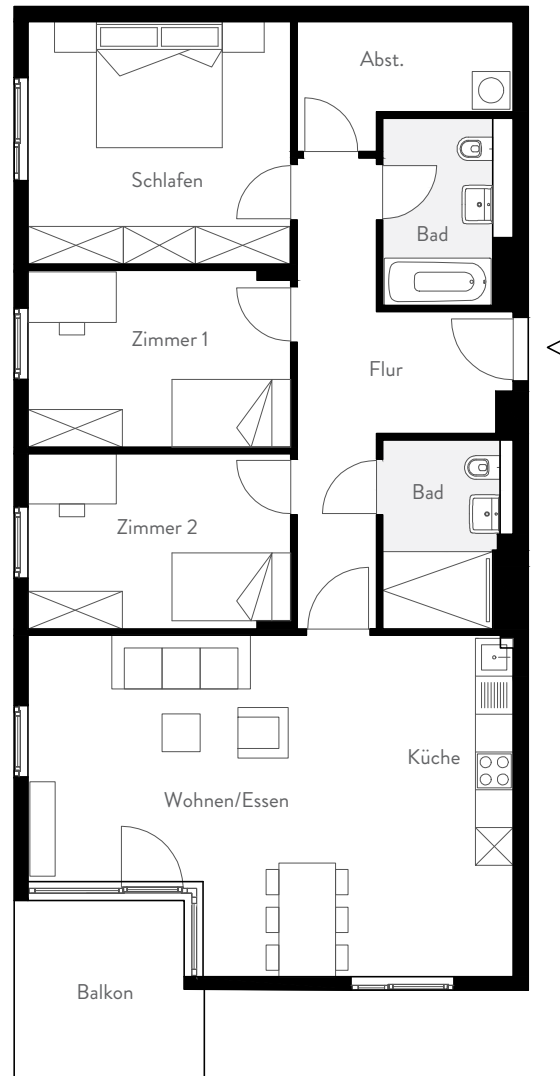 Abst.
Schlafen
Bad
Zimmer 1
Flur
Bad
Zimmer 2
Küche
Wohnen/Essen
Balkon